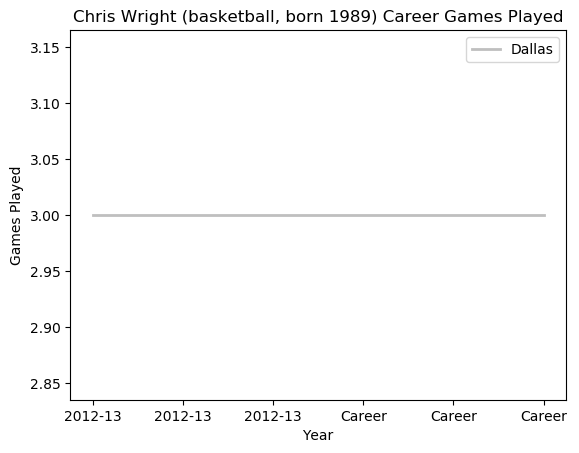 Chris Wright (basketball, born 1989) Career Games Played
Dallas
3.15
3.10
3.05
3.00
2.95
2.90
2.85
Games Played
2012-13 2012-13 2012-13 Career Career Career
Year